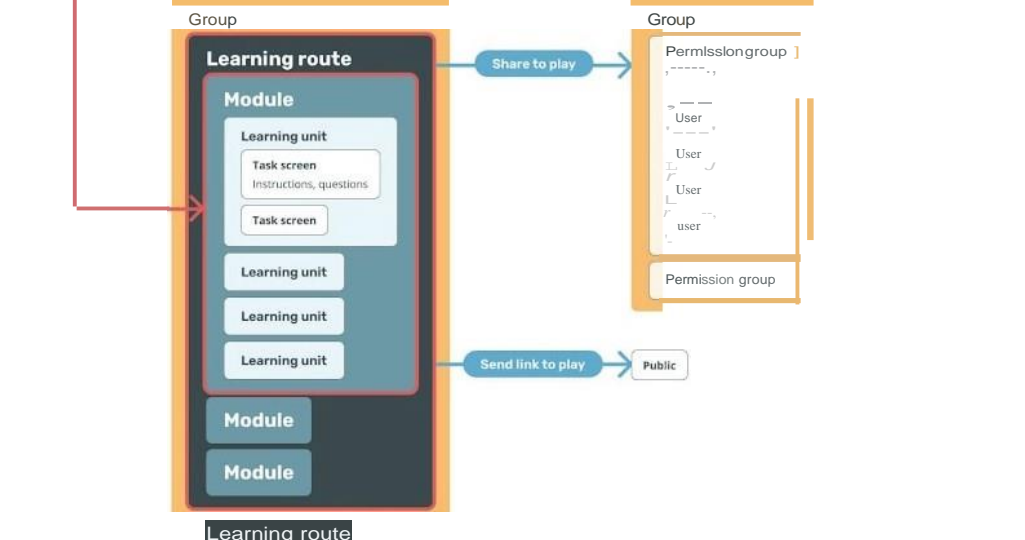 Group
Learning route
Module
Learning unit
Task screen
Instructions, questions
Task screen
Learning unit
Learning unit
Learning unit
Module
Module
Learning route
Share to play
Send link to play
Public
Group
Permlsslongroup ]
User
User
User
user
Permission group